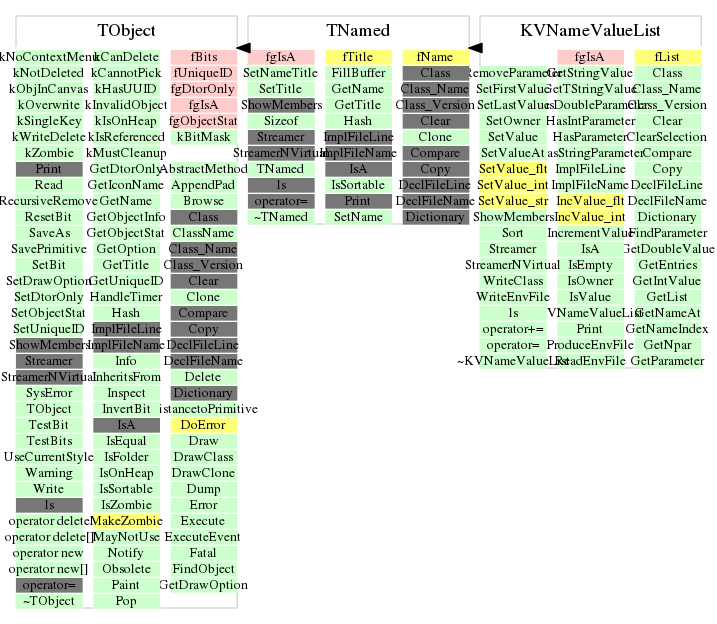 TObject
kNoContextMenu
kNotDeleted
kObjInCanvas
kOverwrite
kSingleKey
kWriteDelete
kZombie
Print
Read
RecursiveRemove
ResetBit
SaveAs
SavePrimitive
SetBit
SetDrawOption
SetDtorOnly
SetObjectStat
SetUniqueID
ShowMembers
Streamer
StreamerNVirtual
SysError
TObject
TestBit
TestBits
UseCurrentStyle
Warning
Write
ls
operator delete
operator delete[]
operator new
operator new[]
operator=
~TObject
kCanDelete
kCannotPick
kHasUUID
kInvalidObject
kIsOnHeap
kIsReferenced
kMustCleanup
GetDtorOnly
GetIconName
GetName
GetObjectInfo
GetObjectStat
GetOption
GetTitle
GetUniqueID
HandleTimer
Hash
ImplFileLine
ImplFileName
Info
InheritsFrom
Inspect
InvertBit
IsA
IsEqual
IsFolder
IsOnHeap
IsSortable
IsZombie
MakeZombie
MayNotUse
Notify
Obsolete
Paint
Pop
fBits
fUniqueID
fgDtorOnly
fgIsA
fgObjectStat
kBitMask
AbstractMethod
AppendPad
Browse
Class
ClassName
Class_Name
Class_Version
Clear
Clone
Compare
Copy
DeclFileLine
DeclFileName
Delete
Dictionary
DistancetoPrimitive
DoError
Draw
DrawClass
DrawClone
Dump
Error
Execute
ExecuteEvent
Fatal
FindObject
GetDrawOption
TNamed
fgIsA
SetNameTitle
SetTitle
ShowMembers
Sizeof
Streamer
StreamerNVirtual
TNamed
ls
operator=
~TNamed
fTitle
FillBuffer
GetName
GetTitle
Hash
ImplFileLine
ImplFileName
IsA
IsSortable
Print
SetName
fName
Class
Class_Name
Class_Version
Clear
Clone
Compare
Copy
DeclFileLine
DeclFileName
Dictionary
KVNameValueList
RemoveParameter
SetFirstValue
SetLastValue
SetOwner
SetValue
SetValueAt
SetValue_flt
SetValue_int
SetValue_str
ShowMembers
Sort
Streamer
StreamerNVirtual
WriteClass
WriteEnvFile
ls
operator+=
operator=
~KVNameValueList
fgIsA
GetStringValue
GetTStringValue
HasDoubleParameter
HasIntParameter
HasParameter
HasStringParameter
ImplFileLine
ImplFileName
IncValue_flt
IncValue_int
IncrementValue
IsA
IsEmpty
IsOwner
IsValue
KVNameValueList
Print
ProduceEnvFile
ReadEnvFile
fList
Class
Class_Name
Class_Version
Clear
ClearSelection
Compare
Copy
DeclFileLine
DeclFileName
Dictionary
FindParameter
GetDoubleValue
GetEntries
GetIntValue
GetList
GetNameAt
GetNameIndex
GetNpar
GetParameter